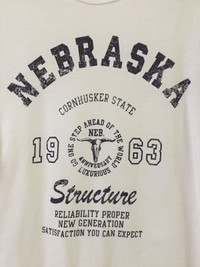 NEBRASKA
CORNHUSKER STATE
GO ONE STEP AHEAD OF THE WORLD
NEB.
19 63
ANNIVERSARY
LUXURIOUS
Structure
RELIABILITY PROPER
NEW GENERATION
SATISFACTION YOU CAN EXPECT